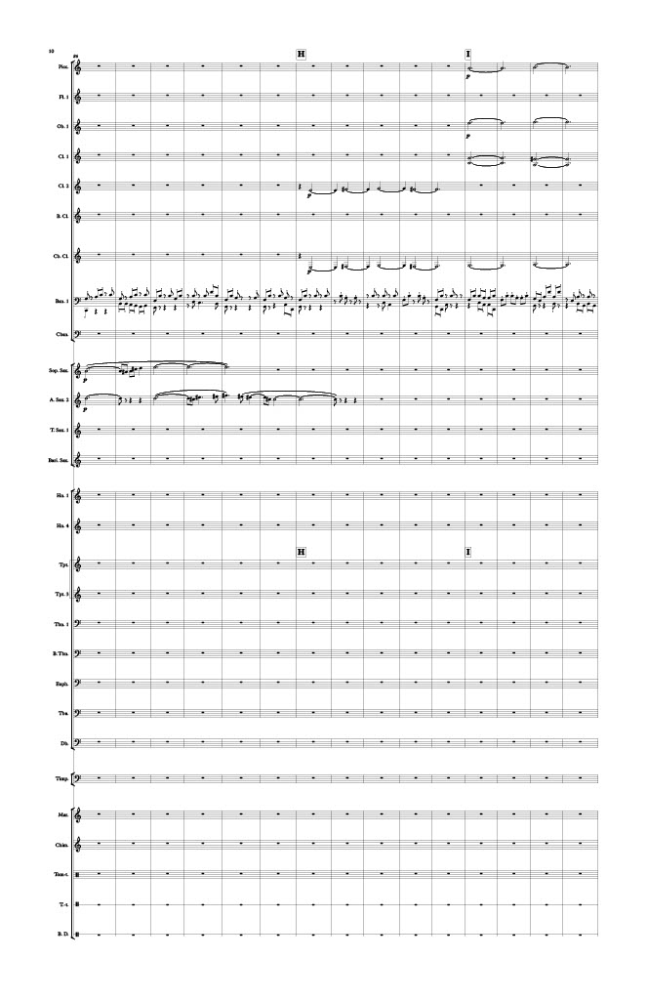 10
H
I
Picc.
p
Fl. 1
Ob. 1
p
Cl. 1
Cl. 2
p
B. Cl.
Cb. Cl.
p
Bsn. 1
Cbsn.
Sop. Sax.
p
A. Sax. 2
p
T. Sax. 1
Bari. Sax.
Hn. 1
Hn. 4
H
I
Tpt.
Tpt. 3
Tbn. 1
B. Tbn.
Euph.
Tba.
Db.
Timp.
Mar.
Chim.
Tom-t.
T.-t.
B. D.